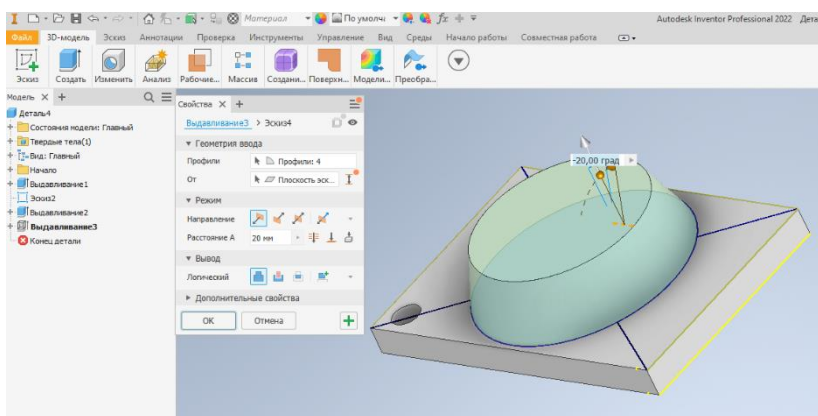 Материал
По умолч
Autodesk Inventor Professional 2022 Дета
Файл 3D-модель Эскиз Аннотации Проверка Инструменты Управление Вид Среды Начало работы Совместная работа
Эскиз Создать Изменить Анализ Рабочие... Массив Создани... Поверхн... Модели... Преобра...
Модель
Деталь4
Состояния модели: Главный
Твердые тела(1)
Вид: Главный
Начало
Выдавливание1
Эскиз2
Выдавливание2
Выдавливание3
Конец детали
Свойства
Выдавливание3 > Эскиз4
Геометрия ввода
Профили Профили: 4
От Плоскость эск...
Режим
Направление
Расстояние A 20 мм
Вывод
Логический
Дополнительные свойства
OK Отмена
-20,00 град